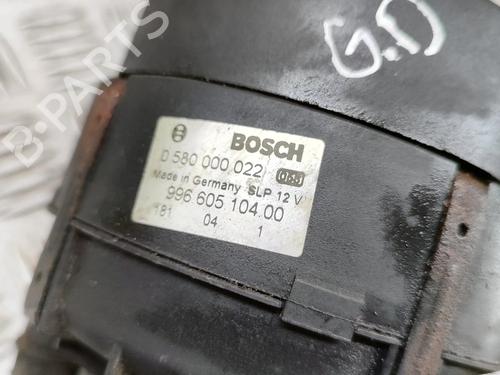 G.D
BOSCH
0 580 000 022
Made in Germany SLP 12 V
996 605 104 00
181 04 1
B-PARTS